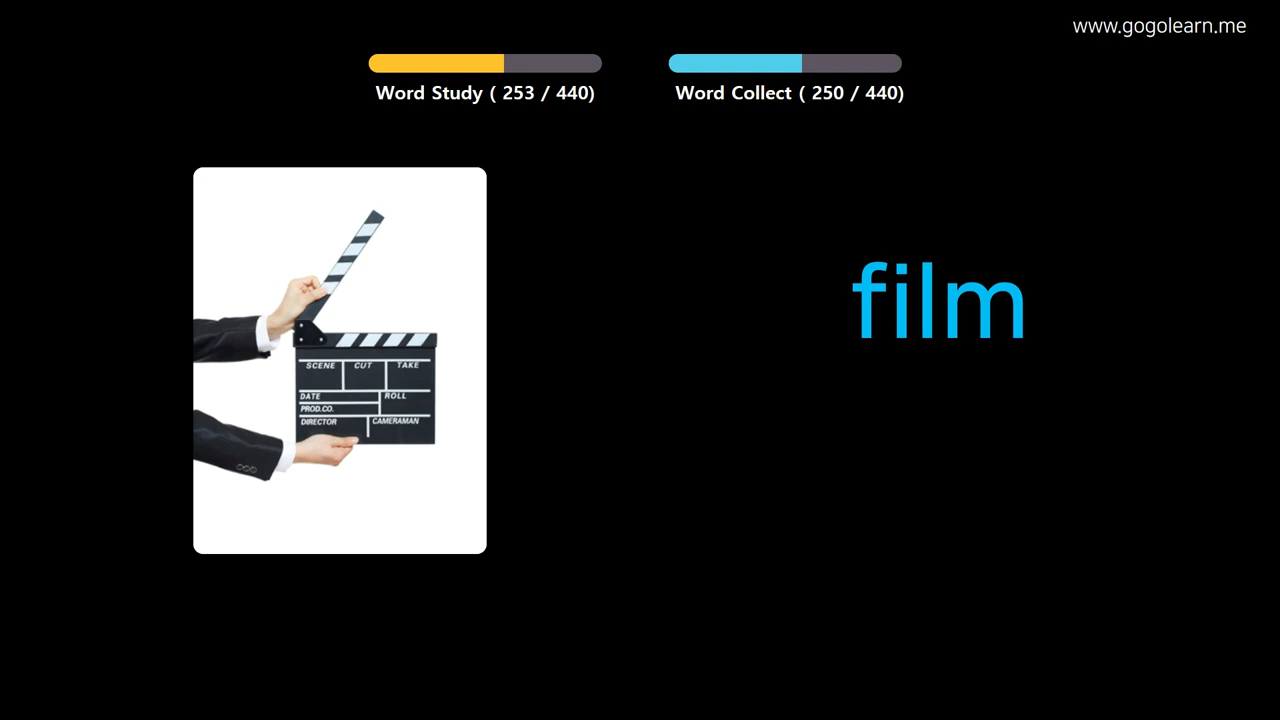 www.gogolearn.me
Word Study ( 253 / 440)
Word Collect ( 250 / 440)
film
SCENE CUT TAKE
DATE ROLL
PROD.CO.
DIRECTOR CAMERAMAN